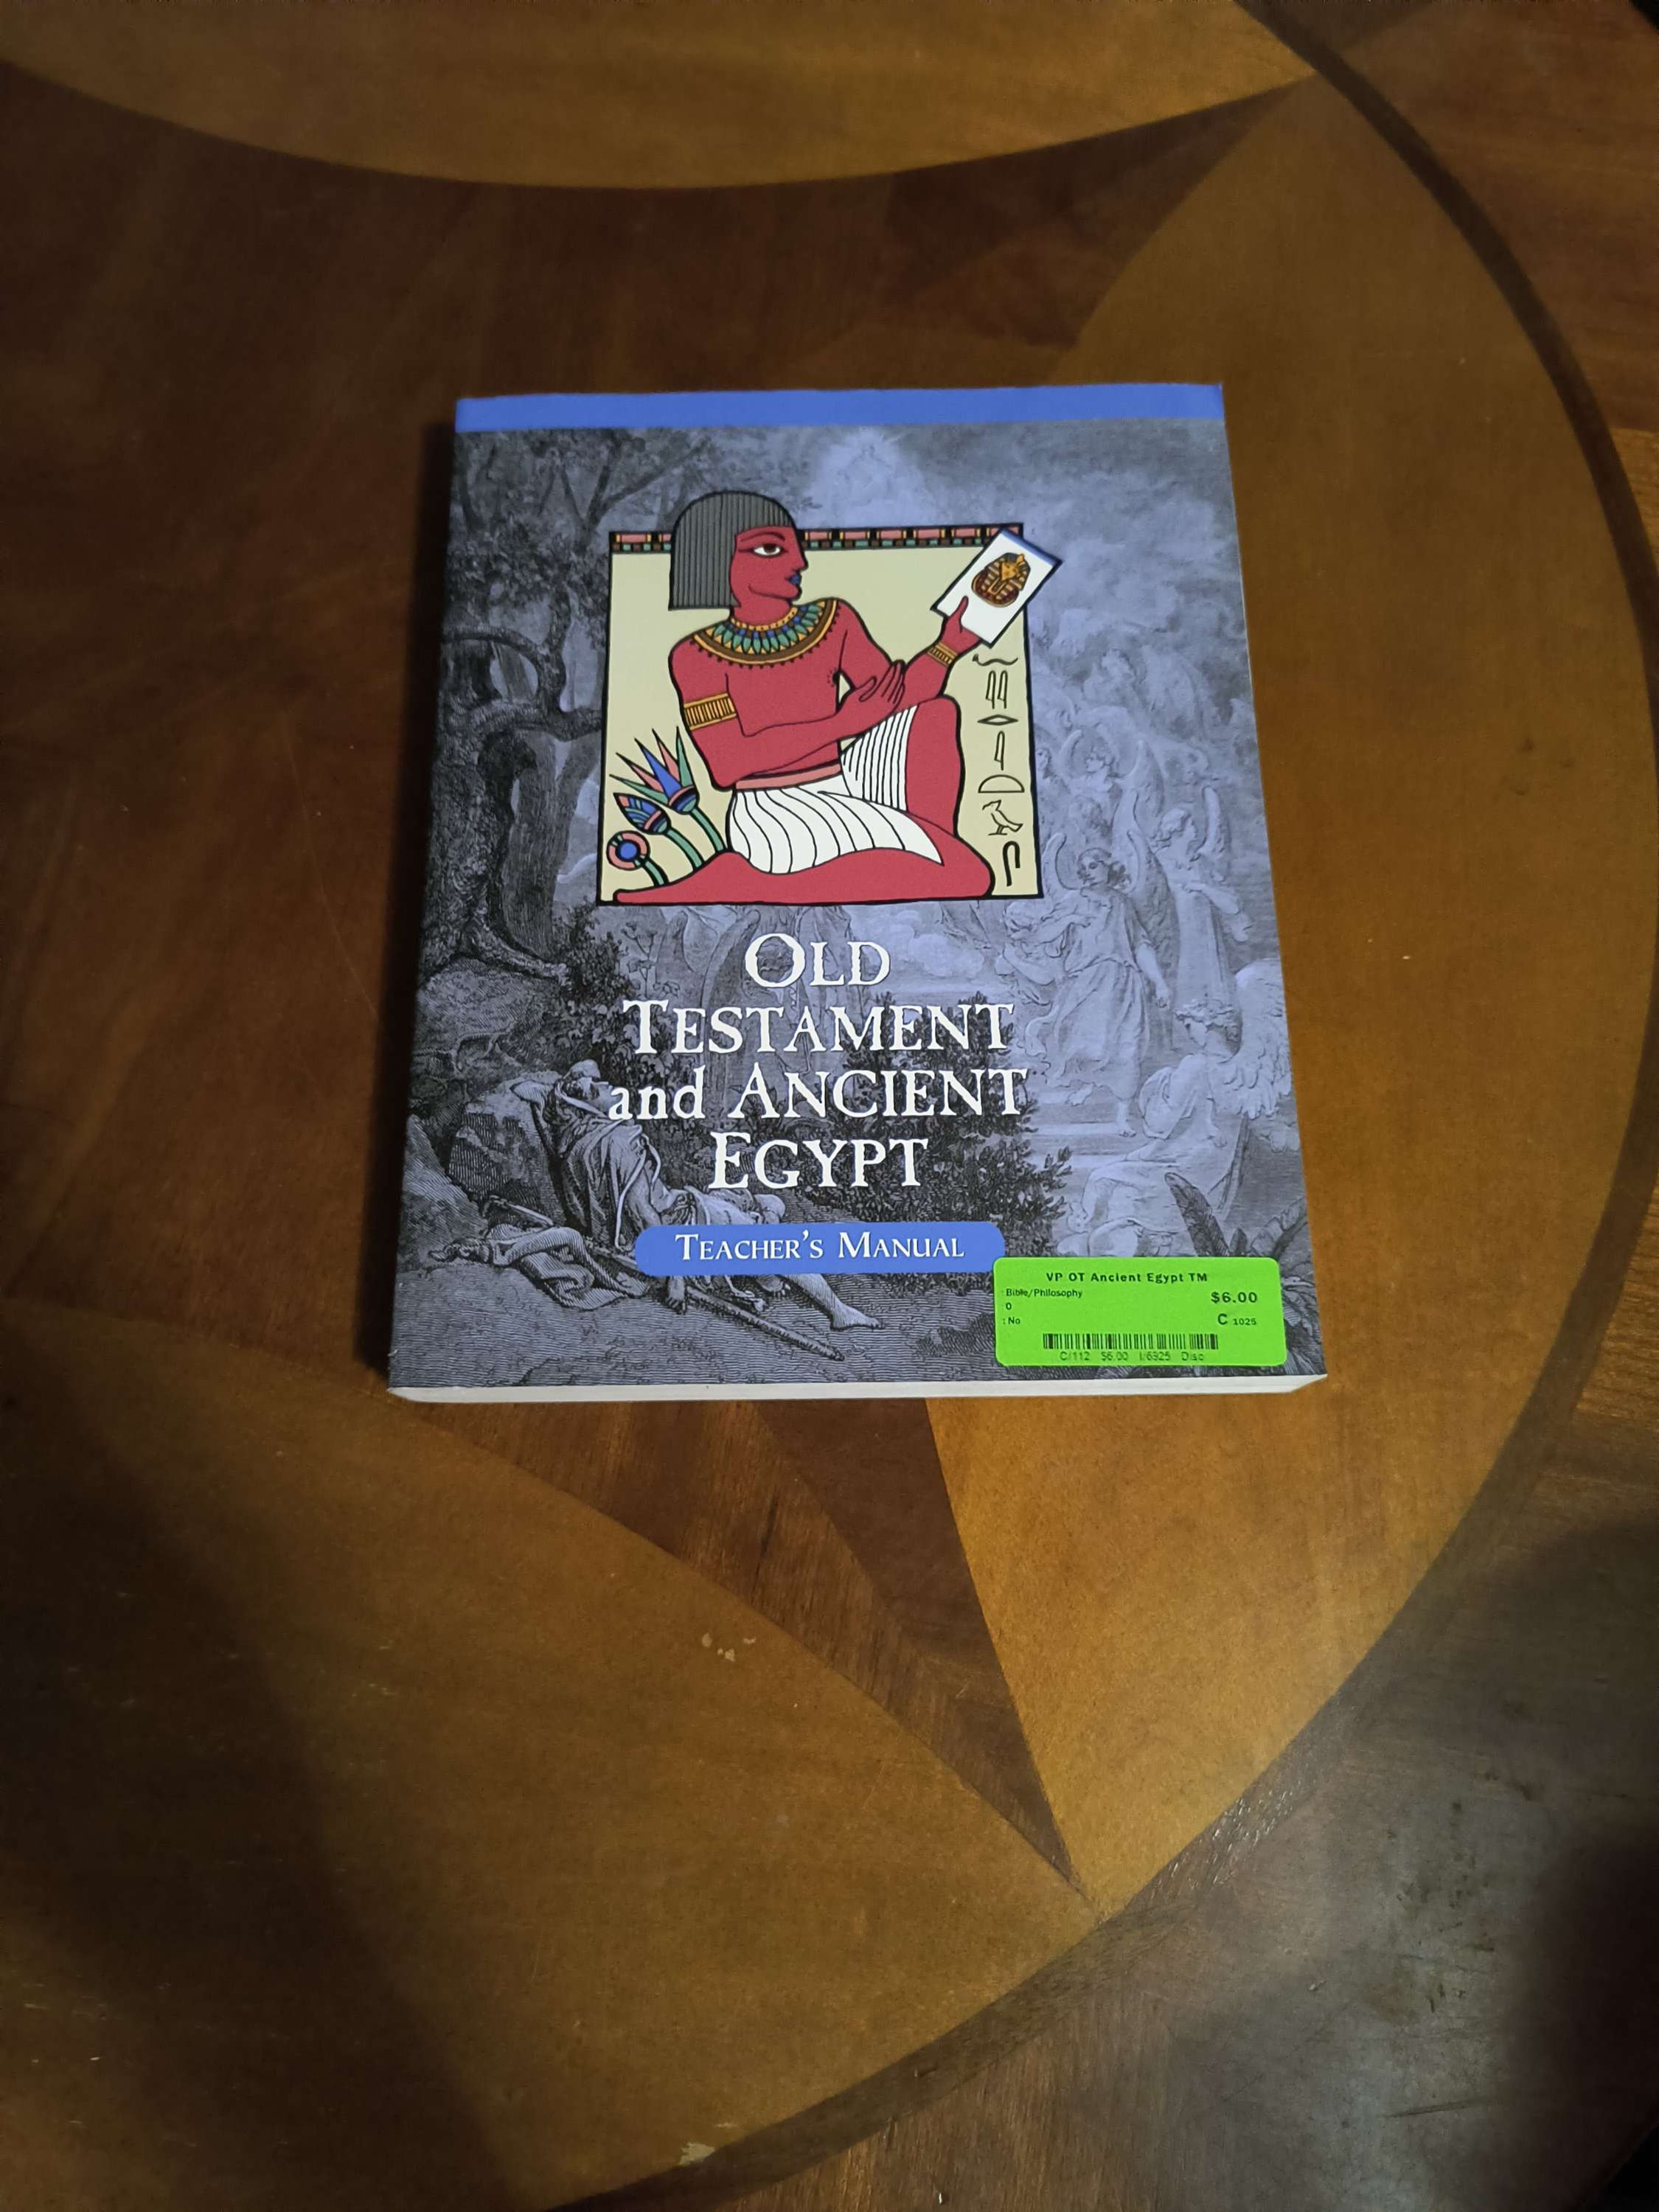 OLD
TESTAMENT
and ANCIENT
EGYPT
TEACHER'S MANUAL
VP OT Ancient Egypt TM
Bible/Philosophy
$6.00
0
: No
C 1025
C/112 $6.00 I/6925 Disc